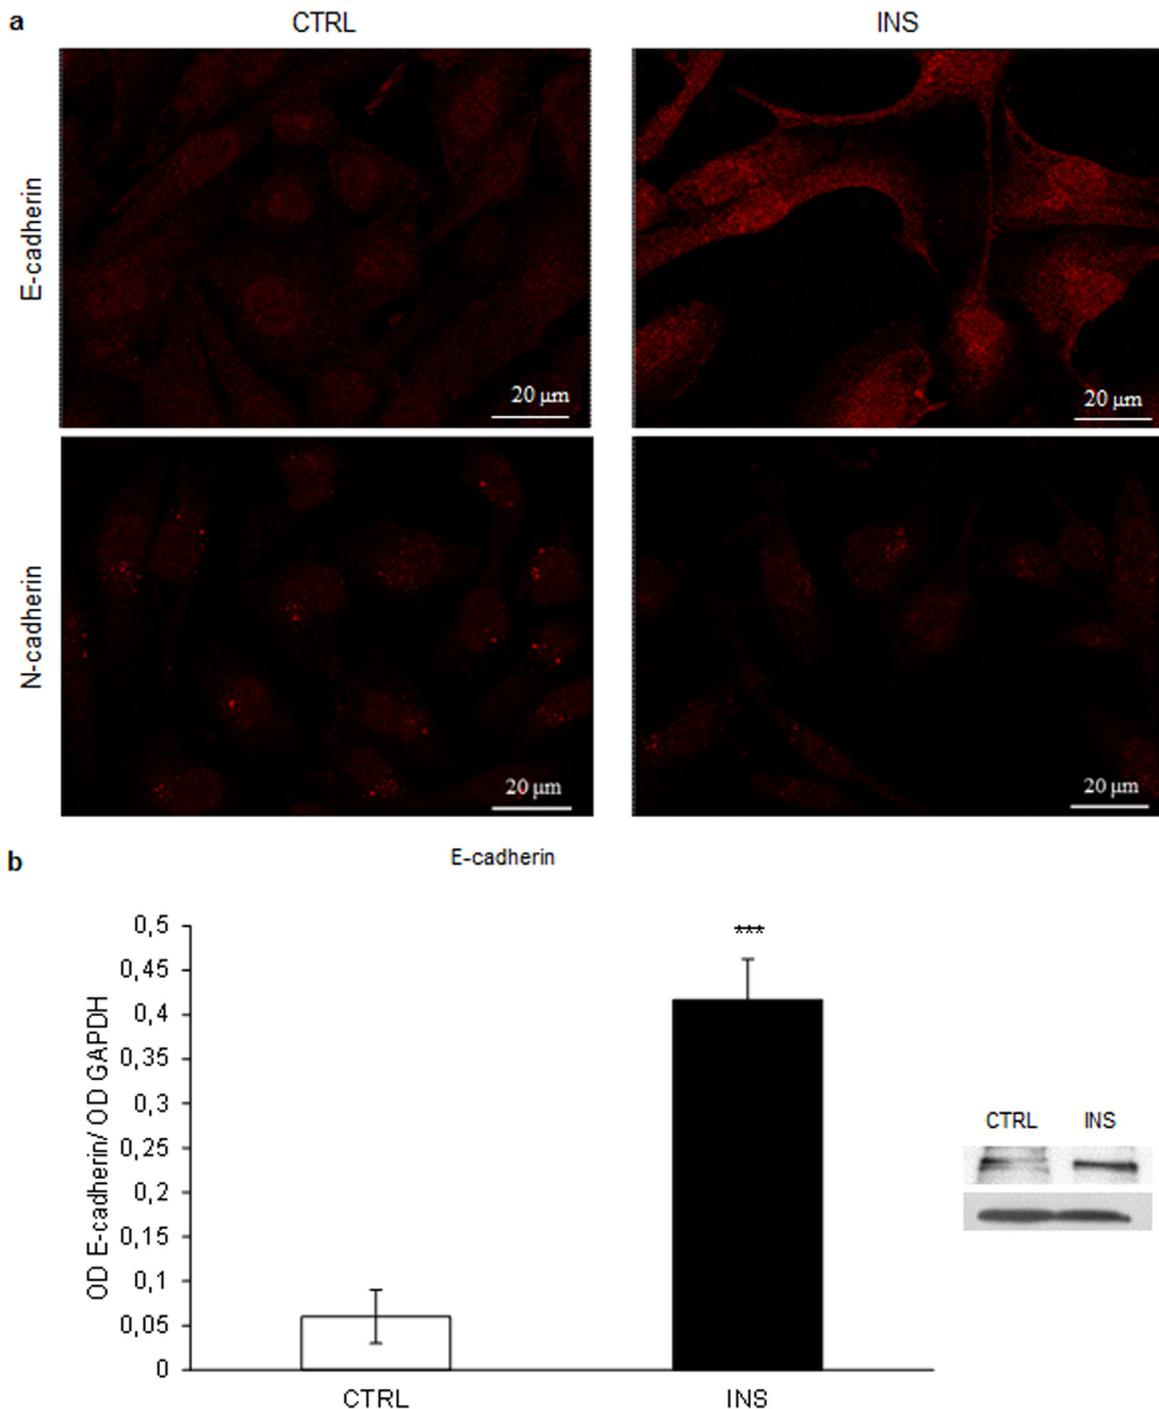 a
CTRL
INS
E-cadherin
20 µm
20 µm
N-cadherin
20 µm
20 µm
b
E-cadherin
OD E-cadherin/ OD GAPDH
0,5
0,45
0,4
0,35
0,3
0,25
0,2
0,15
0,1
0,05
0
***
CTRL
INS
CTRL INS